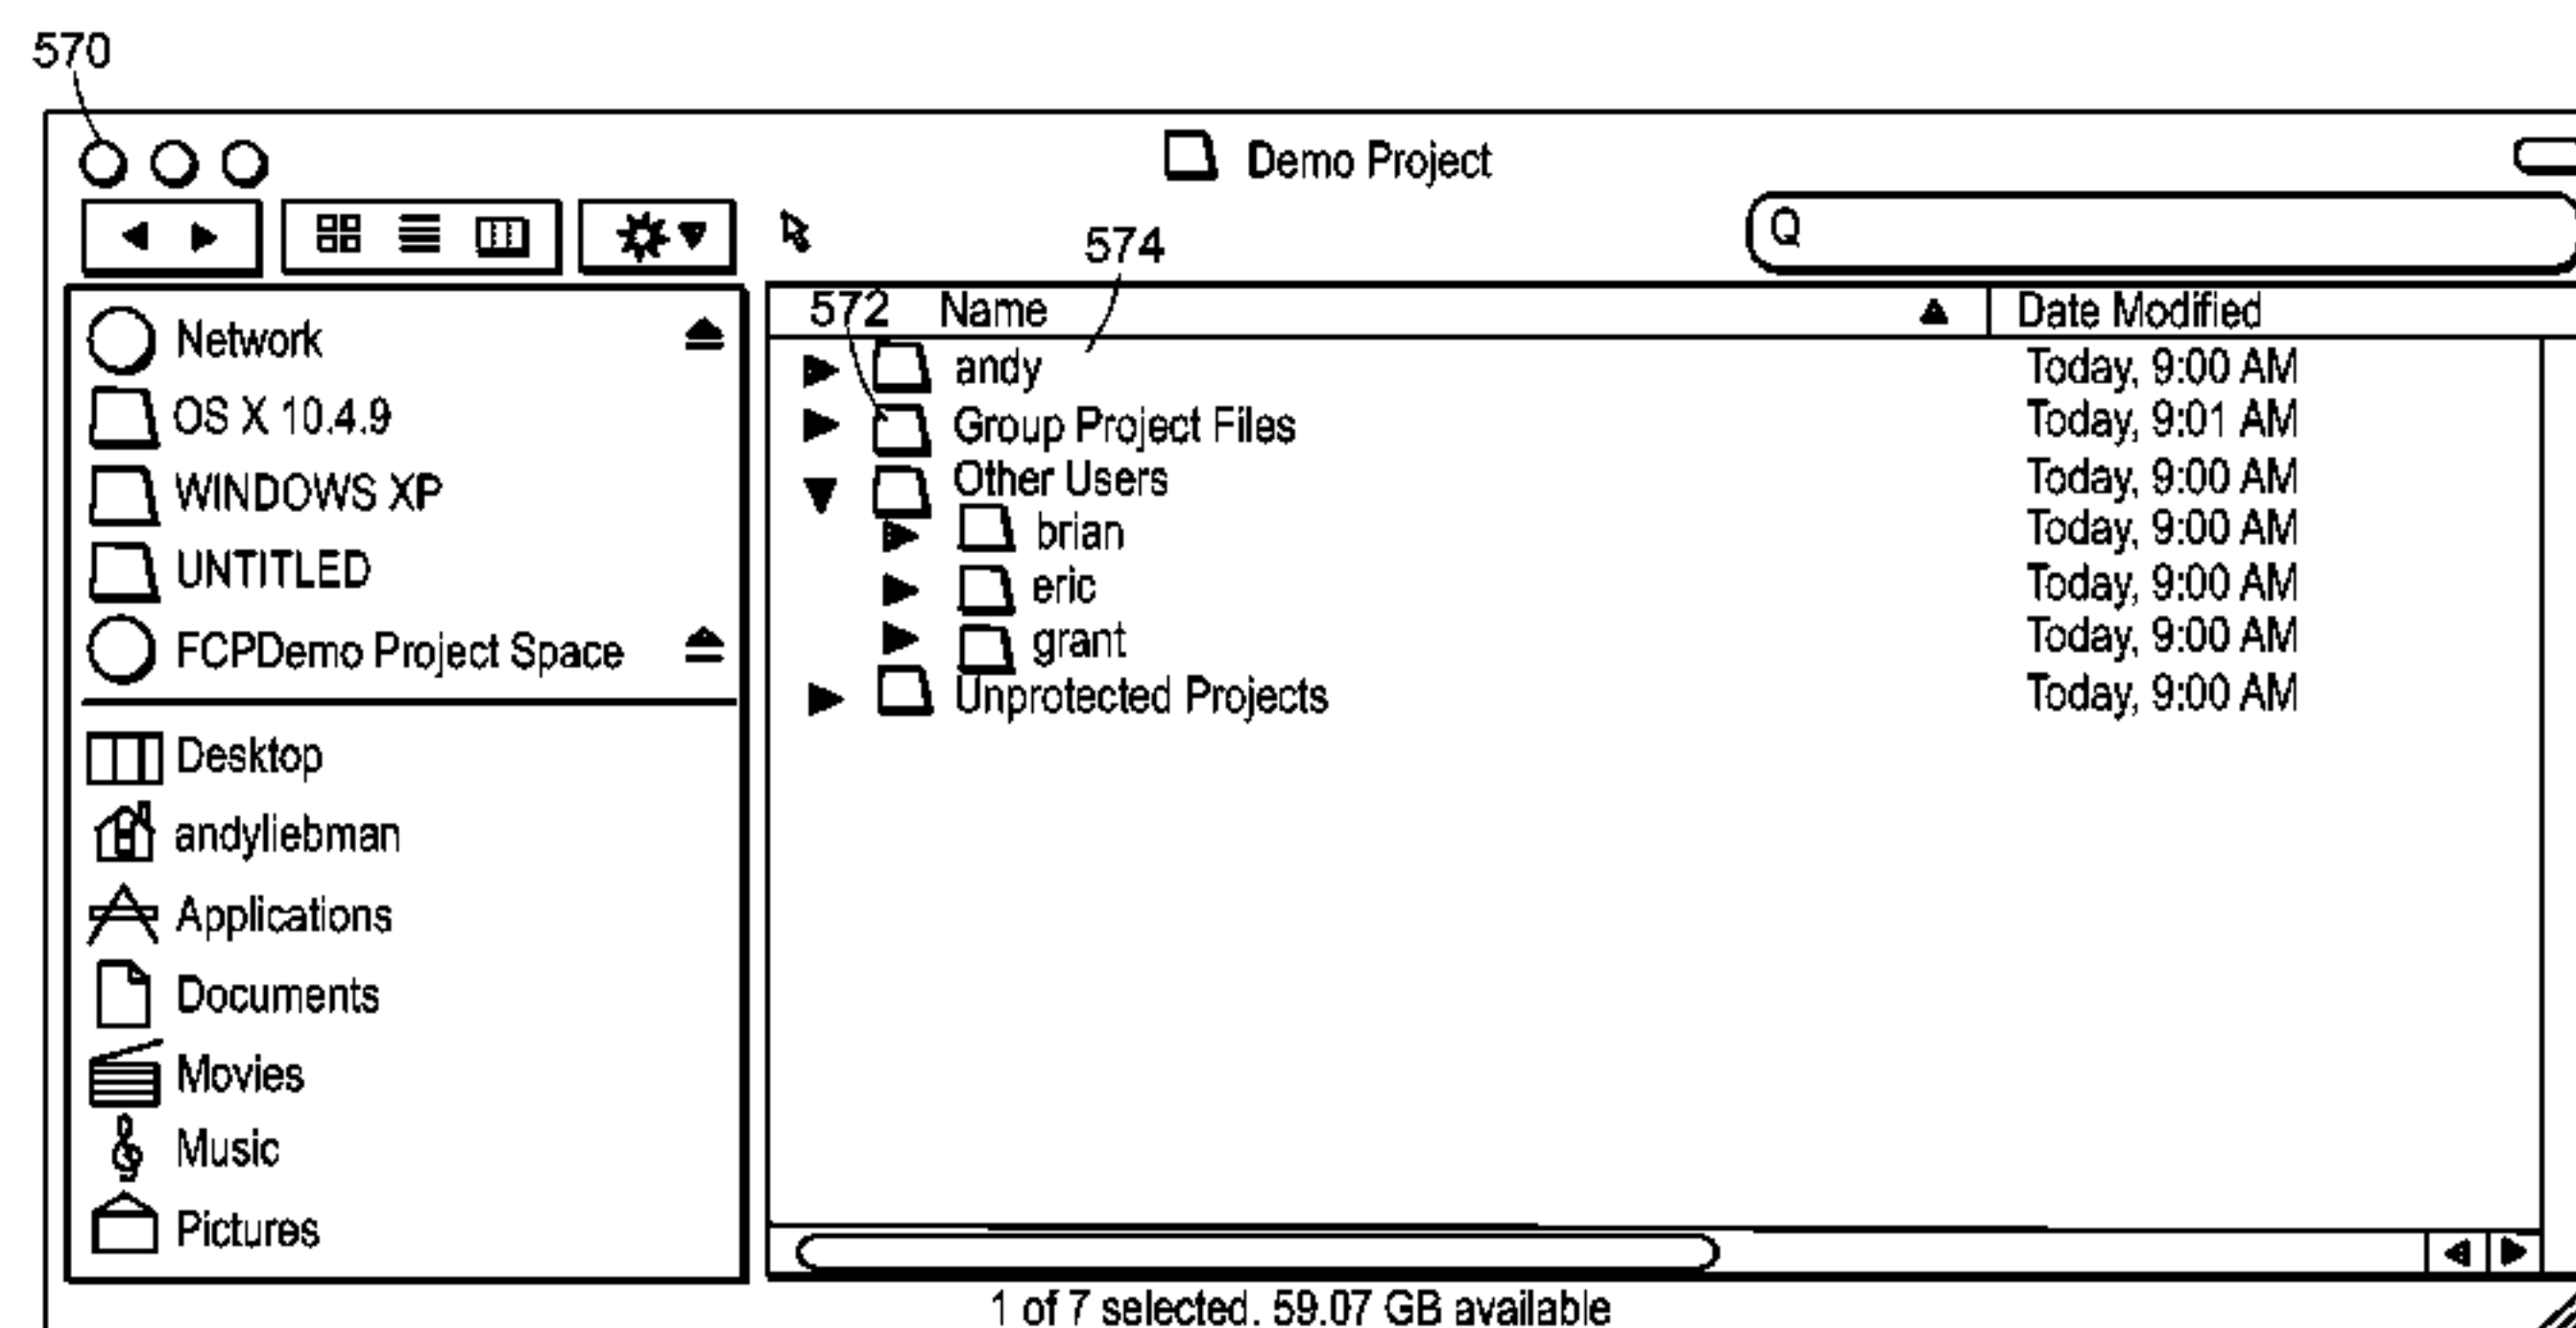 570
Demo Project
574
Network
OS X 10.4.9
WINDOWS XP
UNTITLED
FCPDemo Project Space
Desktop
andyliebman
Applications
Documents
Movies
Music
Pictures
572 Name Date Modified
andy Today, 9:00 AM
Group Project Files Today, 9:01 AM
Other Users Today, 9:00 AM
brian Today, 9:00 AM
eric Today, 9:00 AM
grant Today, 9:00 AM
Unprotected Projects Today, 9:00 AM
1 of 7 selected. 59.07 GB available